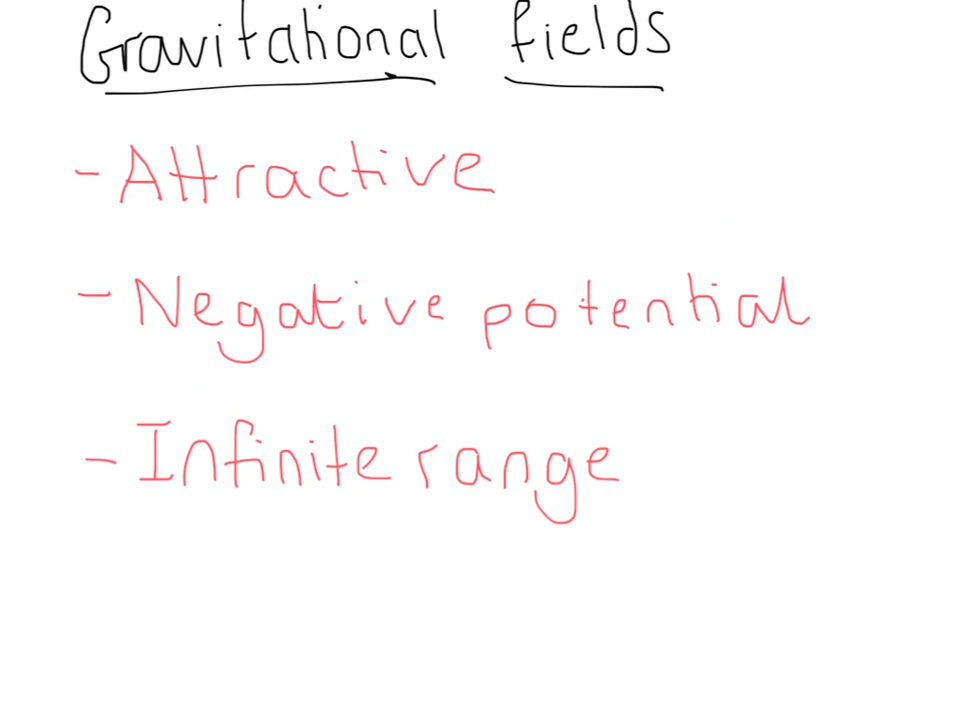 Gravitational fields
- Attractive
- Negative potential
- Infinite range